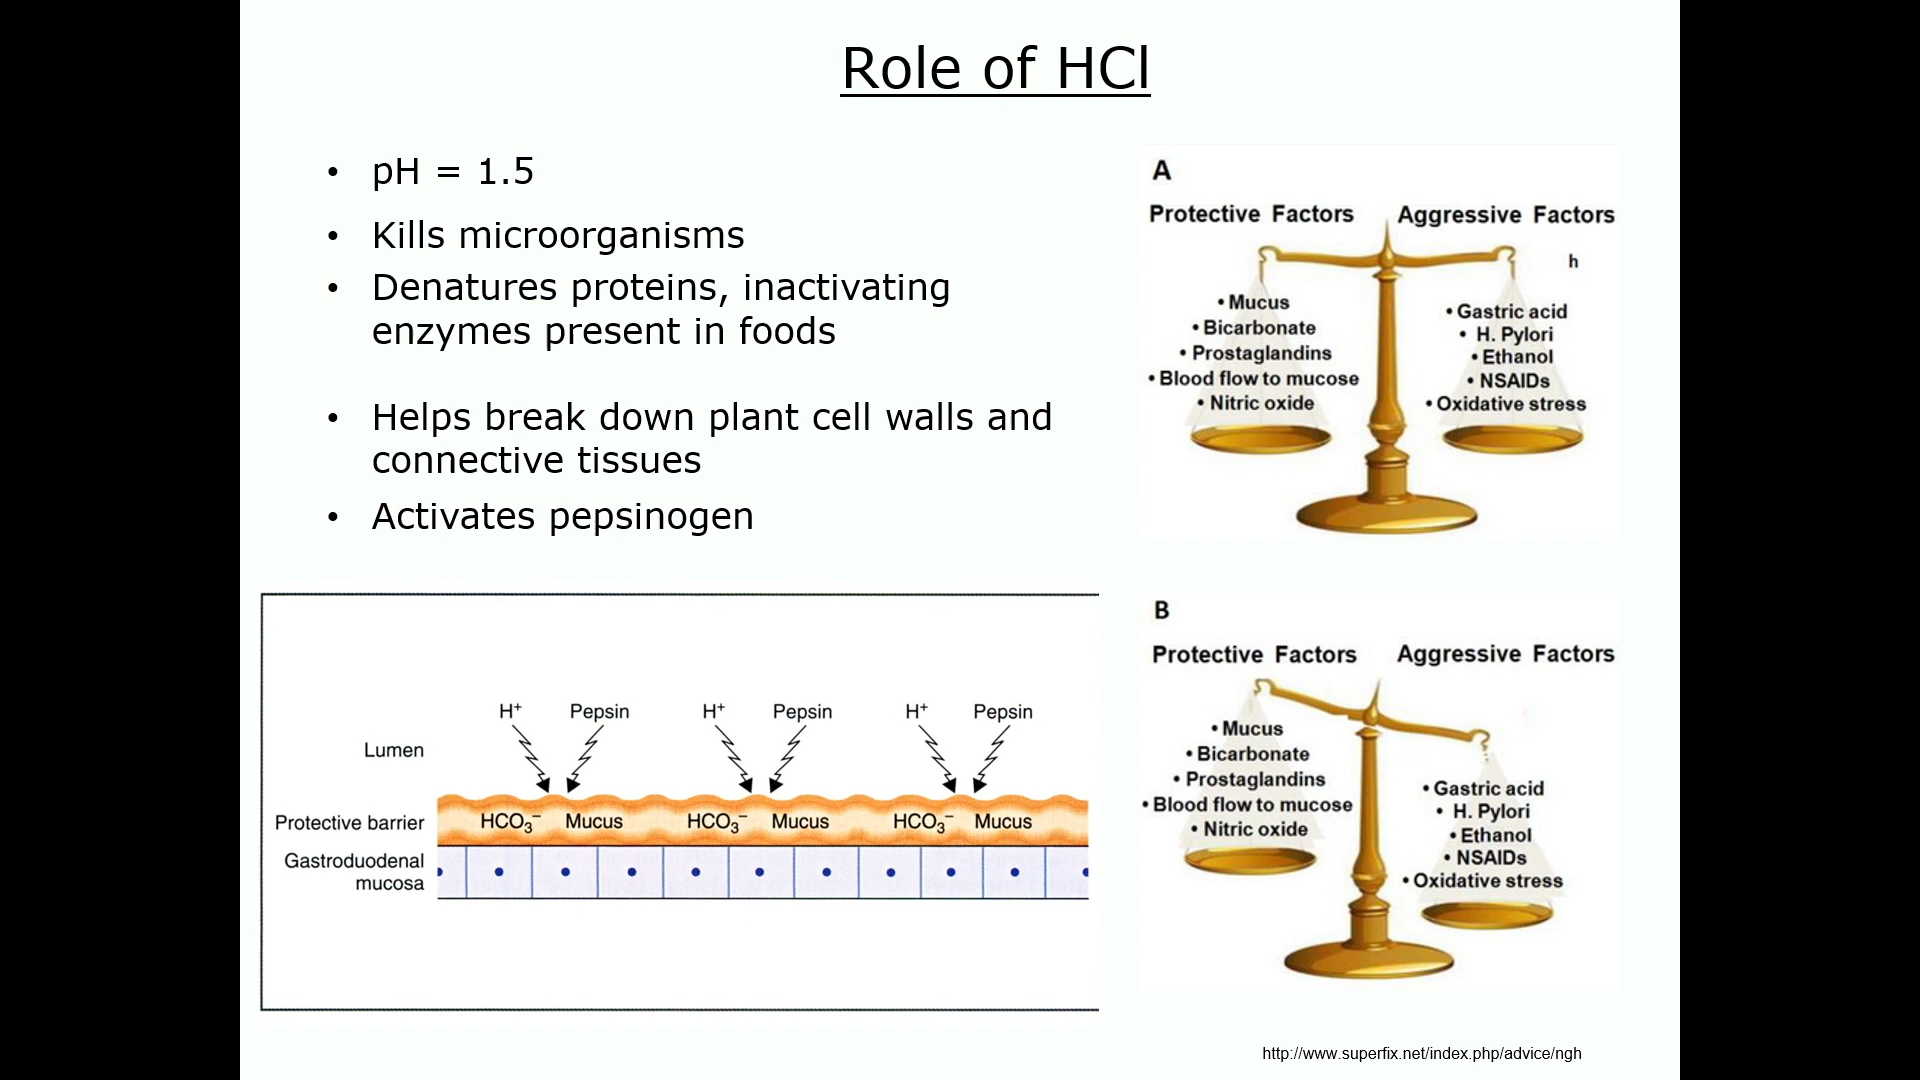 Role of HCl
• pH = 1.5
• Kills microorganisms
• Denatures proteins, inactivating
enzymes present in foods
• Helps break down plant cell walls and
connective tissues
• Activates pepsinogen
A
Protective Factors Aggressive Factors
h
• Mucus
• Bicarbonate
• Prostaglandins
• Blood flow to mucose
• Nitric oxide
• Gastric acid
• H. Pylori
• Ethanol
• NSAIDs
• Oxidative stress
H⁺ Pepsin H⁺ Pepsin H⁺ Pepsin
Lumen
Protective barrier HCO₃⁻ Mucus HCO₃⁻ Mucus HCO₃⁻ Mucus
Gastroduodenal
mucosa
B
Protective Factors Aggressive Factors
• Mucus
• Bicarbonate
• Prostaglandins
• Blood flow to mucose
• Nitric oxide
• Gastric acid
• H. Pylori
• Ethanol
• NSAIDs
• Oxidative stress
http://www.superfix.net/index.php/advice/ngh